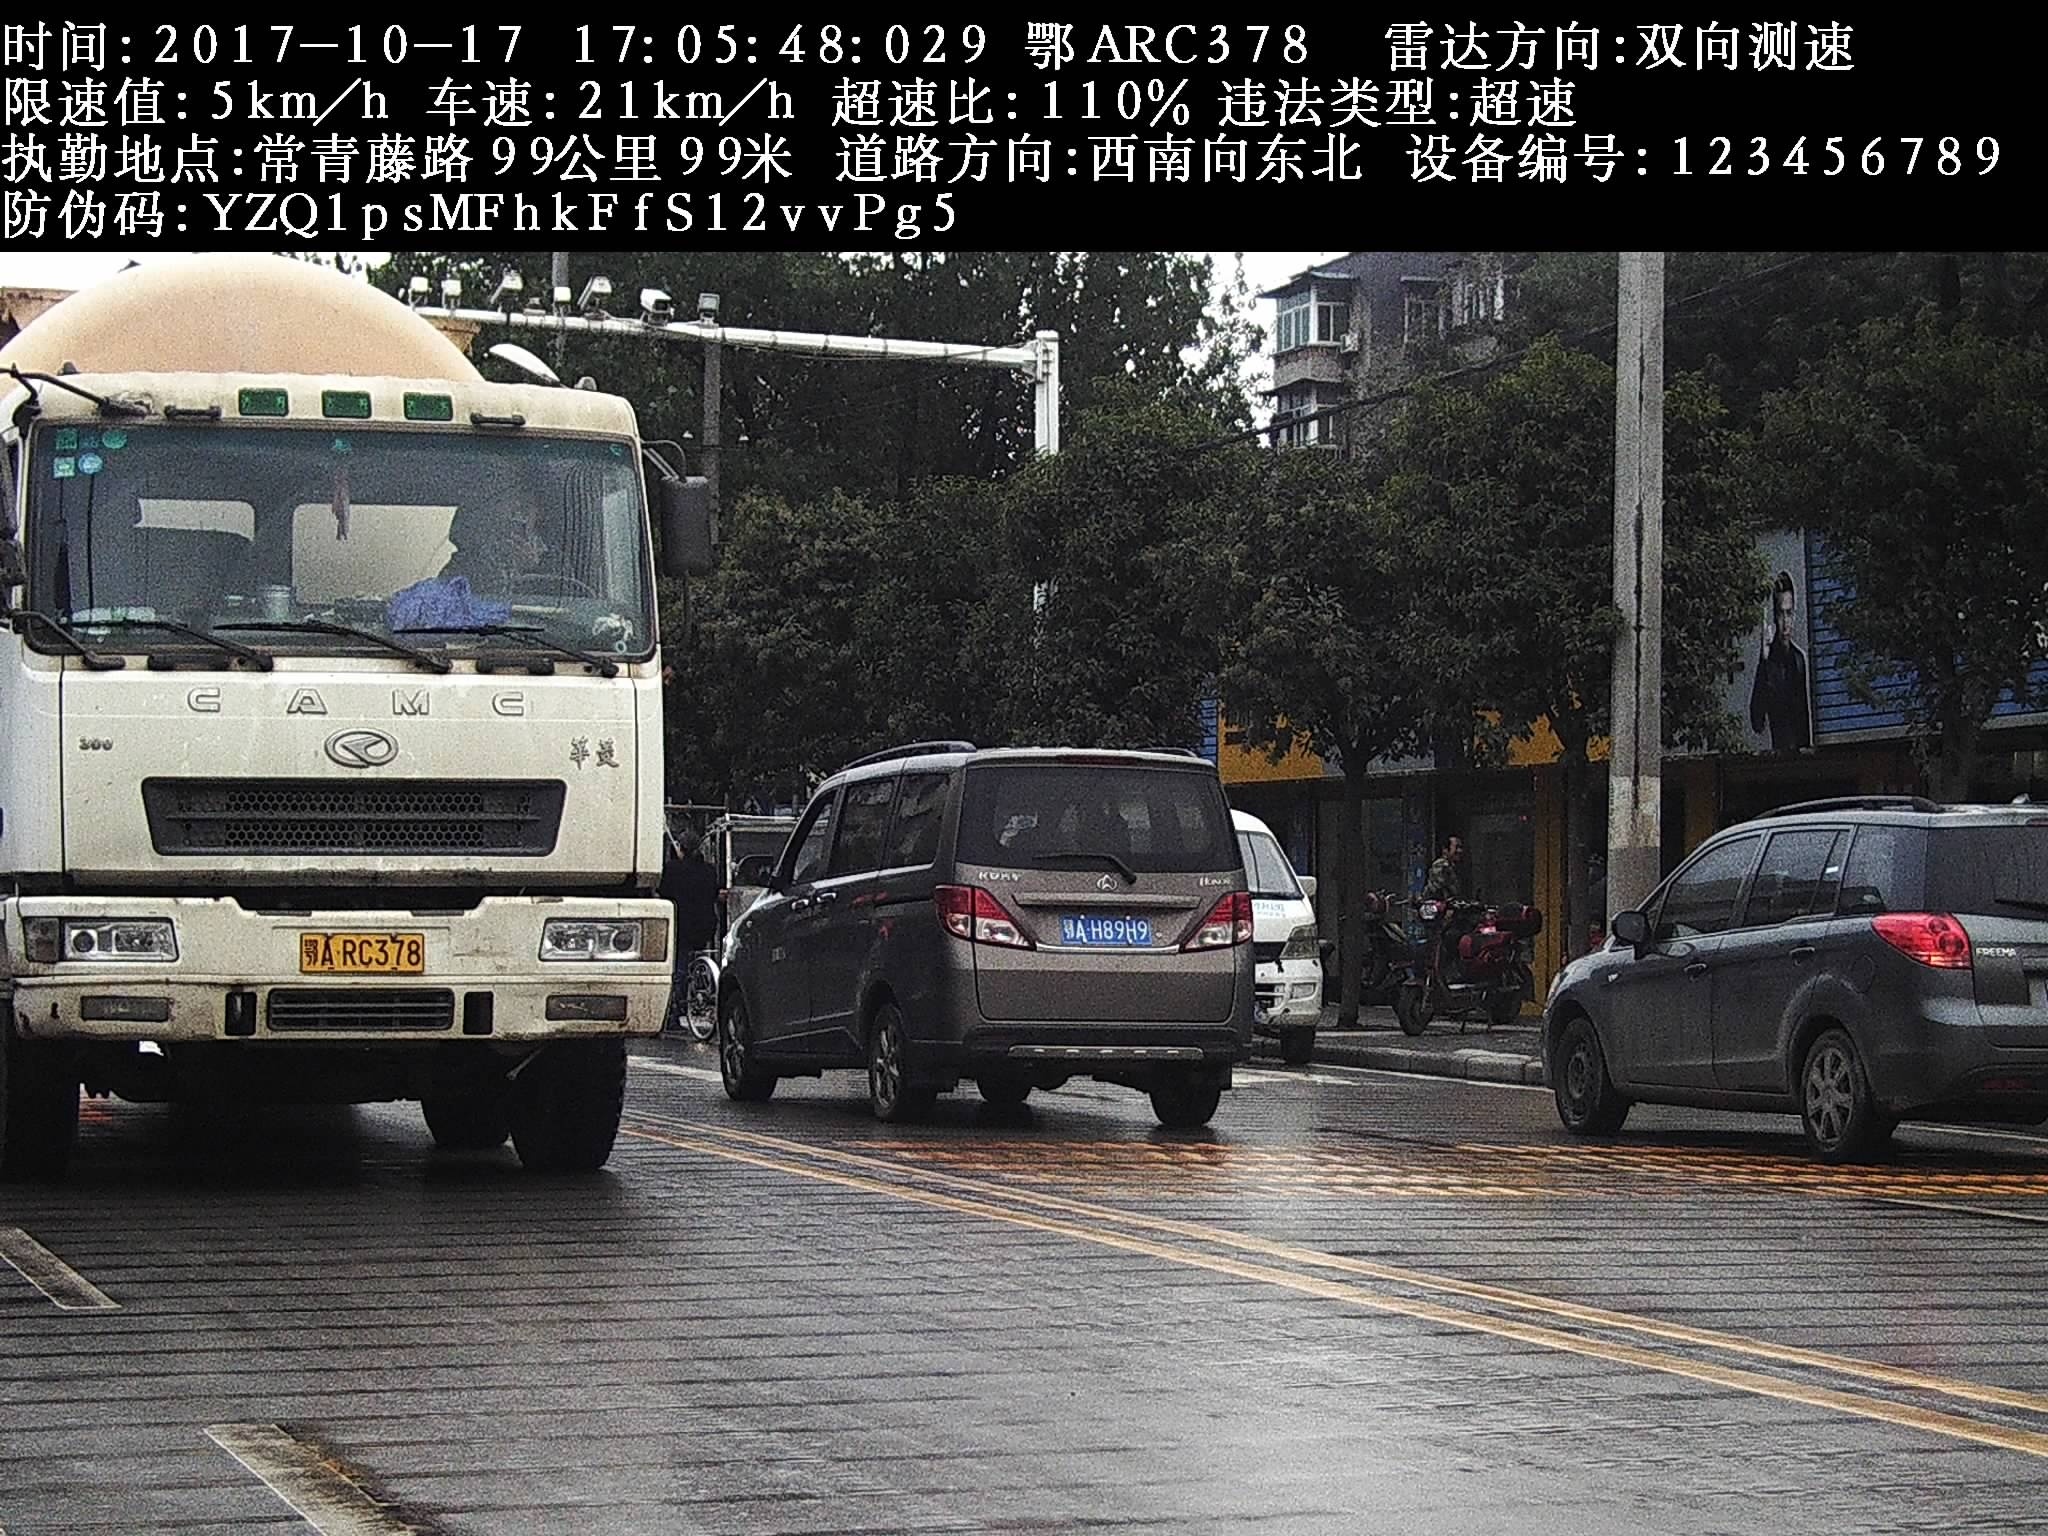 时间:2017-10-17 17:05:48:029 鄂ARC378 雷达方向:双向测速
限速值:5km/h 车速:21km/h 超速比:110% 违法类型:超速
执勤地点:常青藤路99公里99米 道路方向:西南向东北 设备编号:123456789
防伪码:YZQ1psMFhkFfS12vvPg5
CAMC
300 華菱
鄂A·RC378
鄂A·H89H9
FREEMA